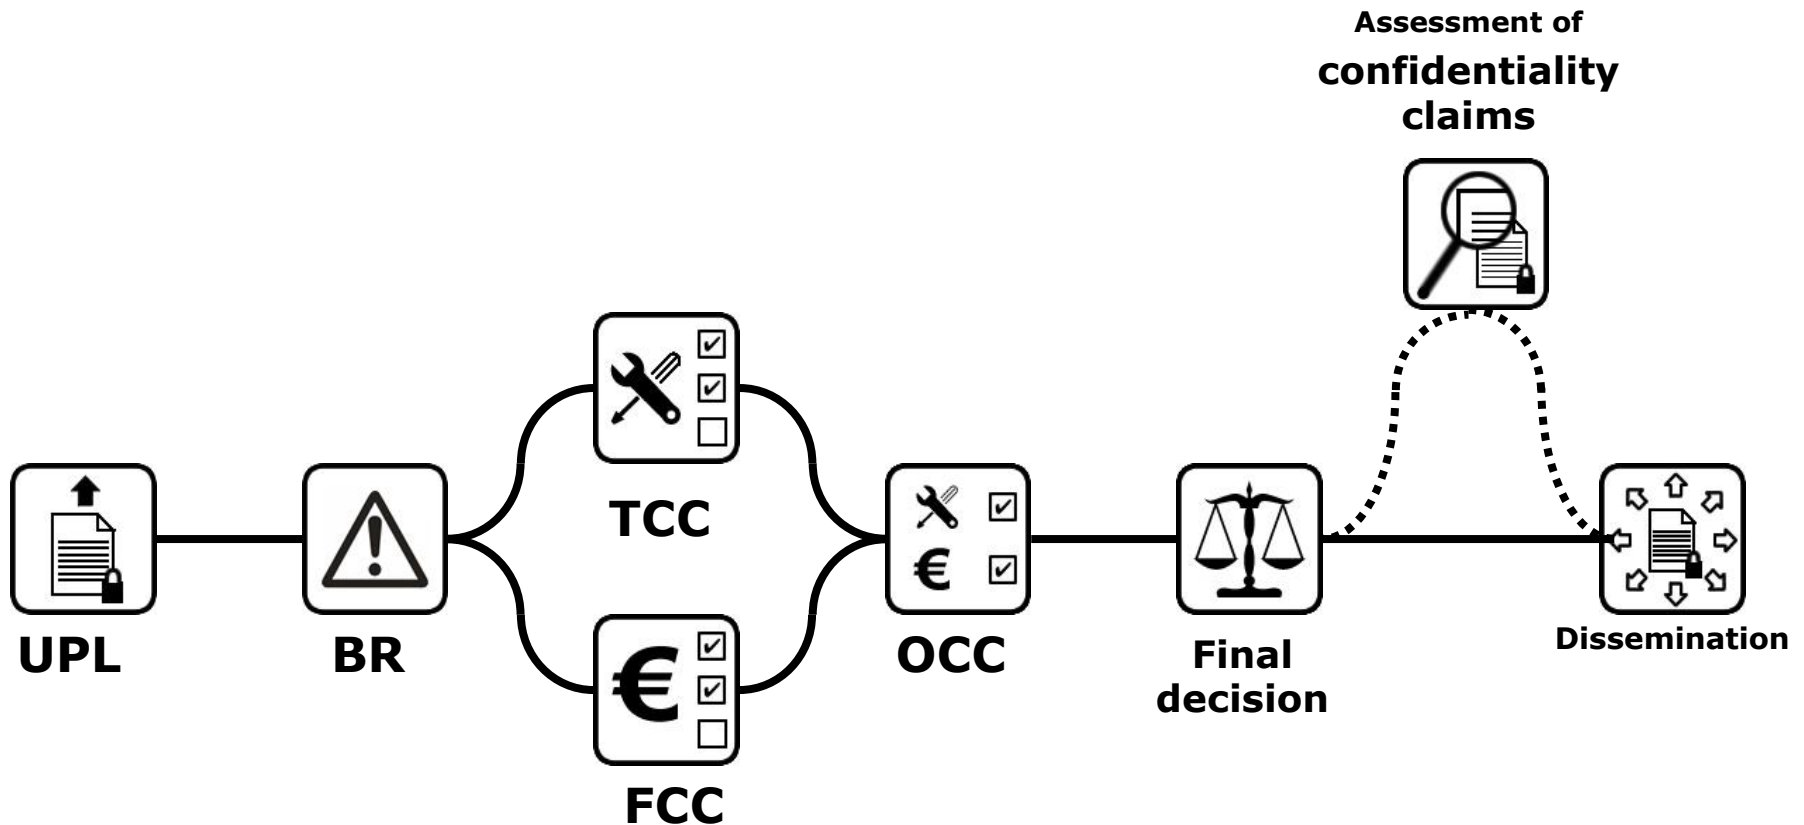 Assessment of
confidentiality
claims
TCC
UPL
BR
€
OCC
Final
decision
Dissemination
€
FCC